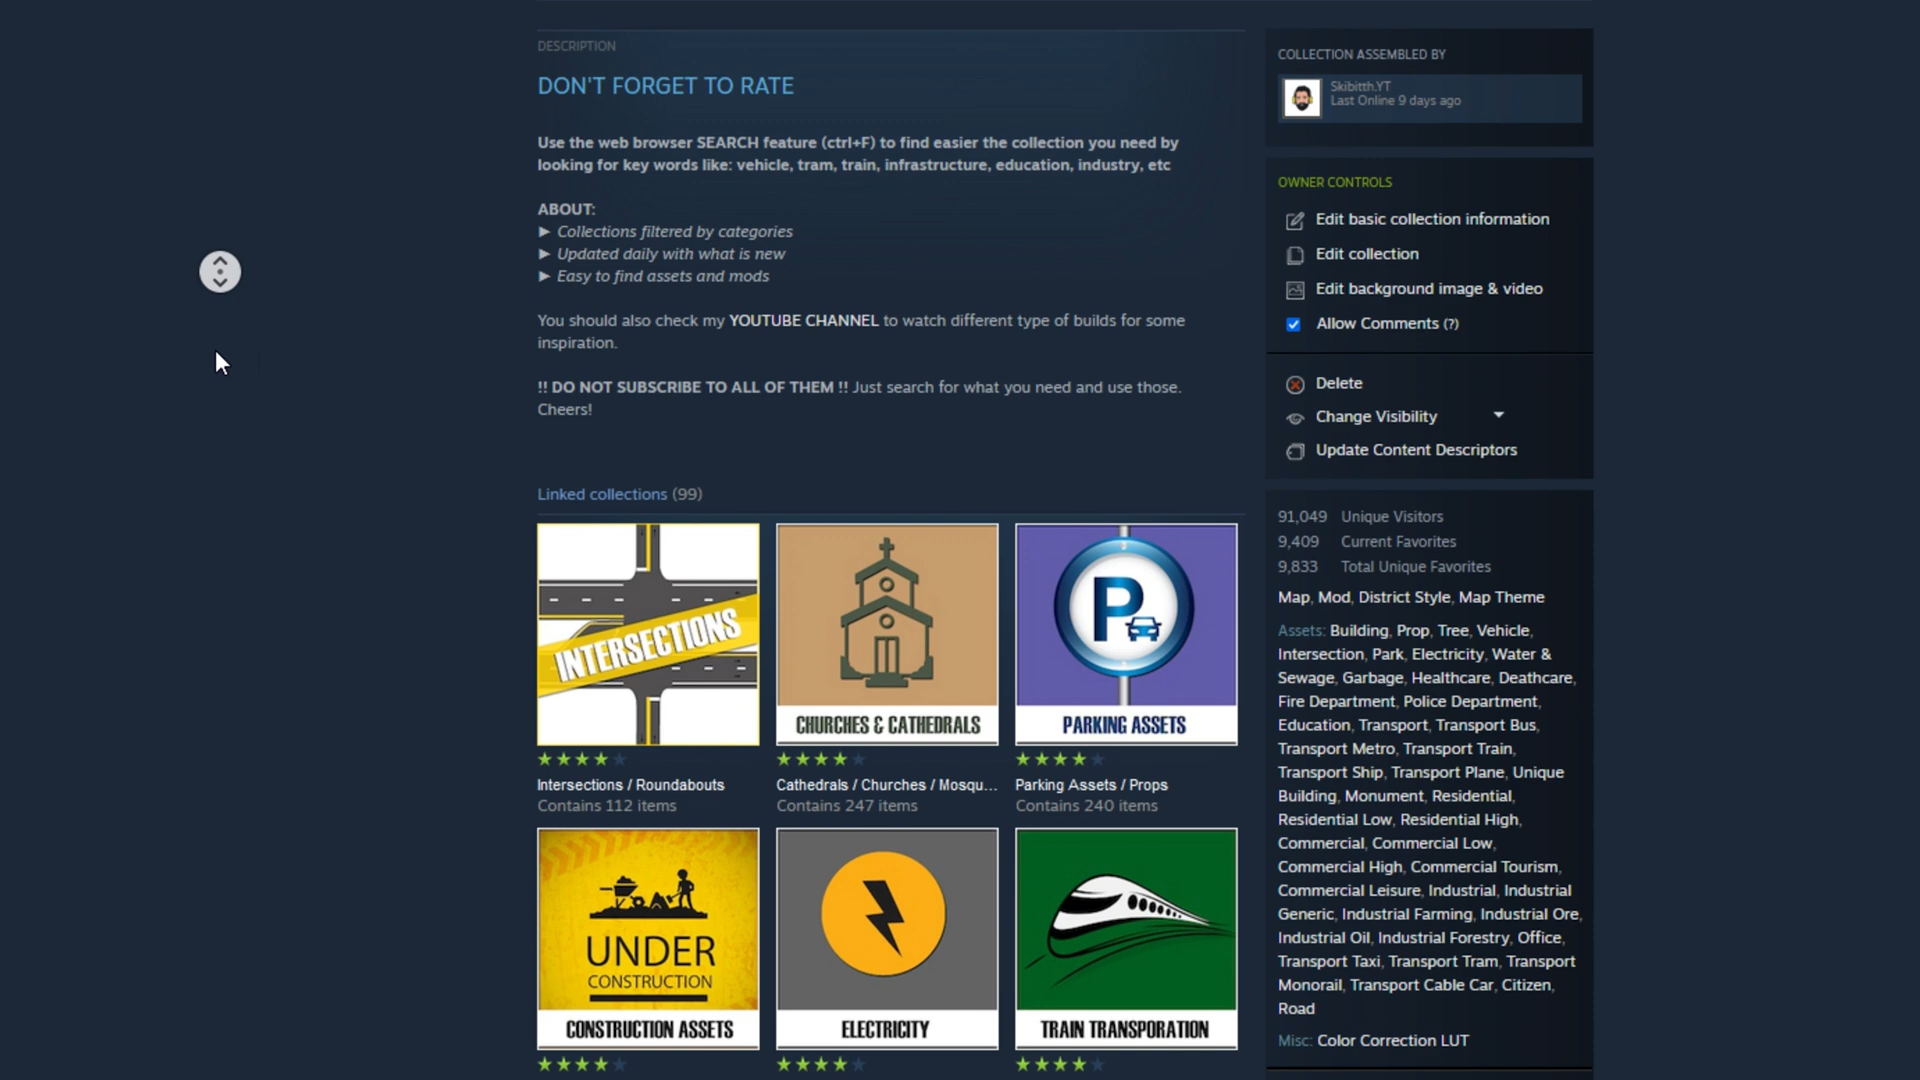 DESCRIPTION
DON'T FORGET TO RATE
Use the web browser SEARCH feature (ctrl+F) to find easier the collection you need by
looking for key words like: vehicle, tram, train, infrastructure, education, industry, etc
ABOUT:
► Collections filtered by categories
► Updated daily with what is new
► Easy to find assets and mods
You should also check my YOUTUBE CHANNEL to watch different type of builds for some
inspiration.
!! DO NOT SUBSCRIBE TO ALL OF THEM !! Just search for what you need and use those.
Cheers!
Linked collections (99)
INTERSECTIONS
CHURCHES & CATHEDRALS
P
PARKING ASSETS
Intersections / Roundabouts
Contains 112 items
Cathedrals / Churches / Mosqu...
Contains 247 items
Parking Assets / Props
Contains 240 items
UNDER
CONSTRUCTION
CONSTRUCTION ASSETS
ELECTRICITY
TRAIN TRANSPORATION
COLLECTION ASSEMBLED BY
Skibitth.YT
Last Online 9 days ago
OWNER CONTROLS
Edit basic collection information
Edit collection
Edit background image & video
Allow Comments (?)
Delete
Change Visibility
Update Content Descriptors
91,049 Unique Visitors
9,409 Current Favorites
9,833 Total Unique Favorites
Map, Mod, District Style, Map Theme
Assets: Building, Prop, Tree, Vehicle,
Intersection, Park, Electricity, Water &
Sewage, Garbage, Healthcare, Deathcare,
Fire Department, Police Department,
Education, Transport, Transport Bus,
Transport Metro, Transport Train,
Transport Ship, Transport Plane, Unique
Building, Monument, Residential,
Residential Low, Residential High,
Commercial, Commercial Low,
Commercial High, Commercial Tourism,
Commercial Leisure, Industrial, Industrial
Generic, Industrial Farming, Industrial Ore,
Industrial Oil, Industrial Forestry, Office,
Transport Taxi, Transport Tram, Transport
Monorail, Transport Cable Car, Citizen,
Road
Misc: Color Correction LUT